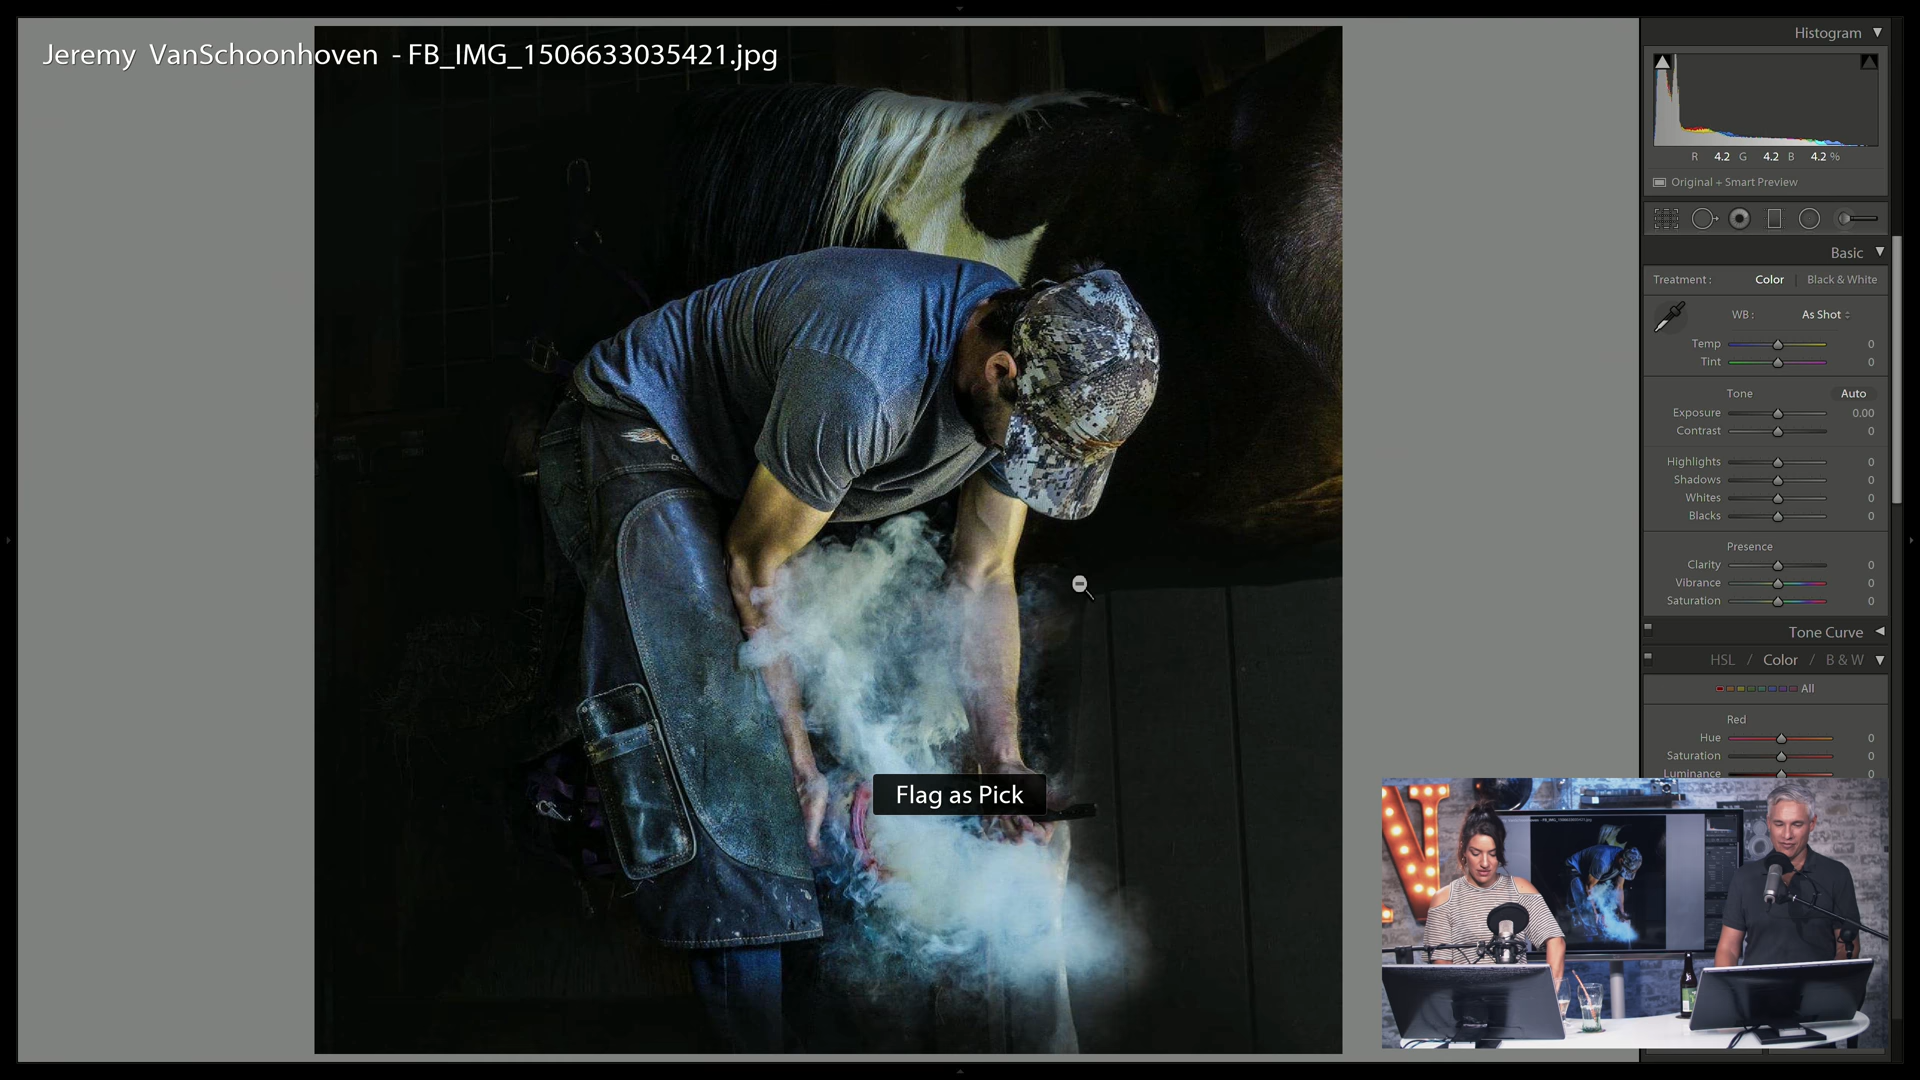 Jeremy VanSchoonhoven - FB_IMG_1506633035421.jpg
Histogram
R 4.2 G 4.2 B 4.2 %
Original + Smart Preview
Basic
Treatment : Color Black & White
WB : As Shot
Temp 0
Tint 0
Tone Auto
Exposure 0.00
Contrast 0
Highlights 0
Shadows 0
Whites 0
Blacks 0
Presence
Clarity 0
Vibrance 0
Saturation 0
Tone Curve
HSL / Color / B & W
All
Red
Hue 0
Saturation 0
Luminance 0
Flag as Pick